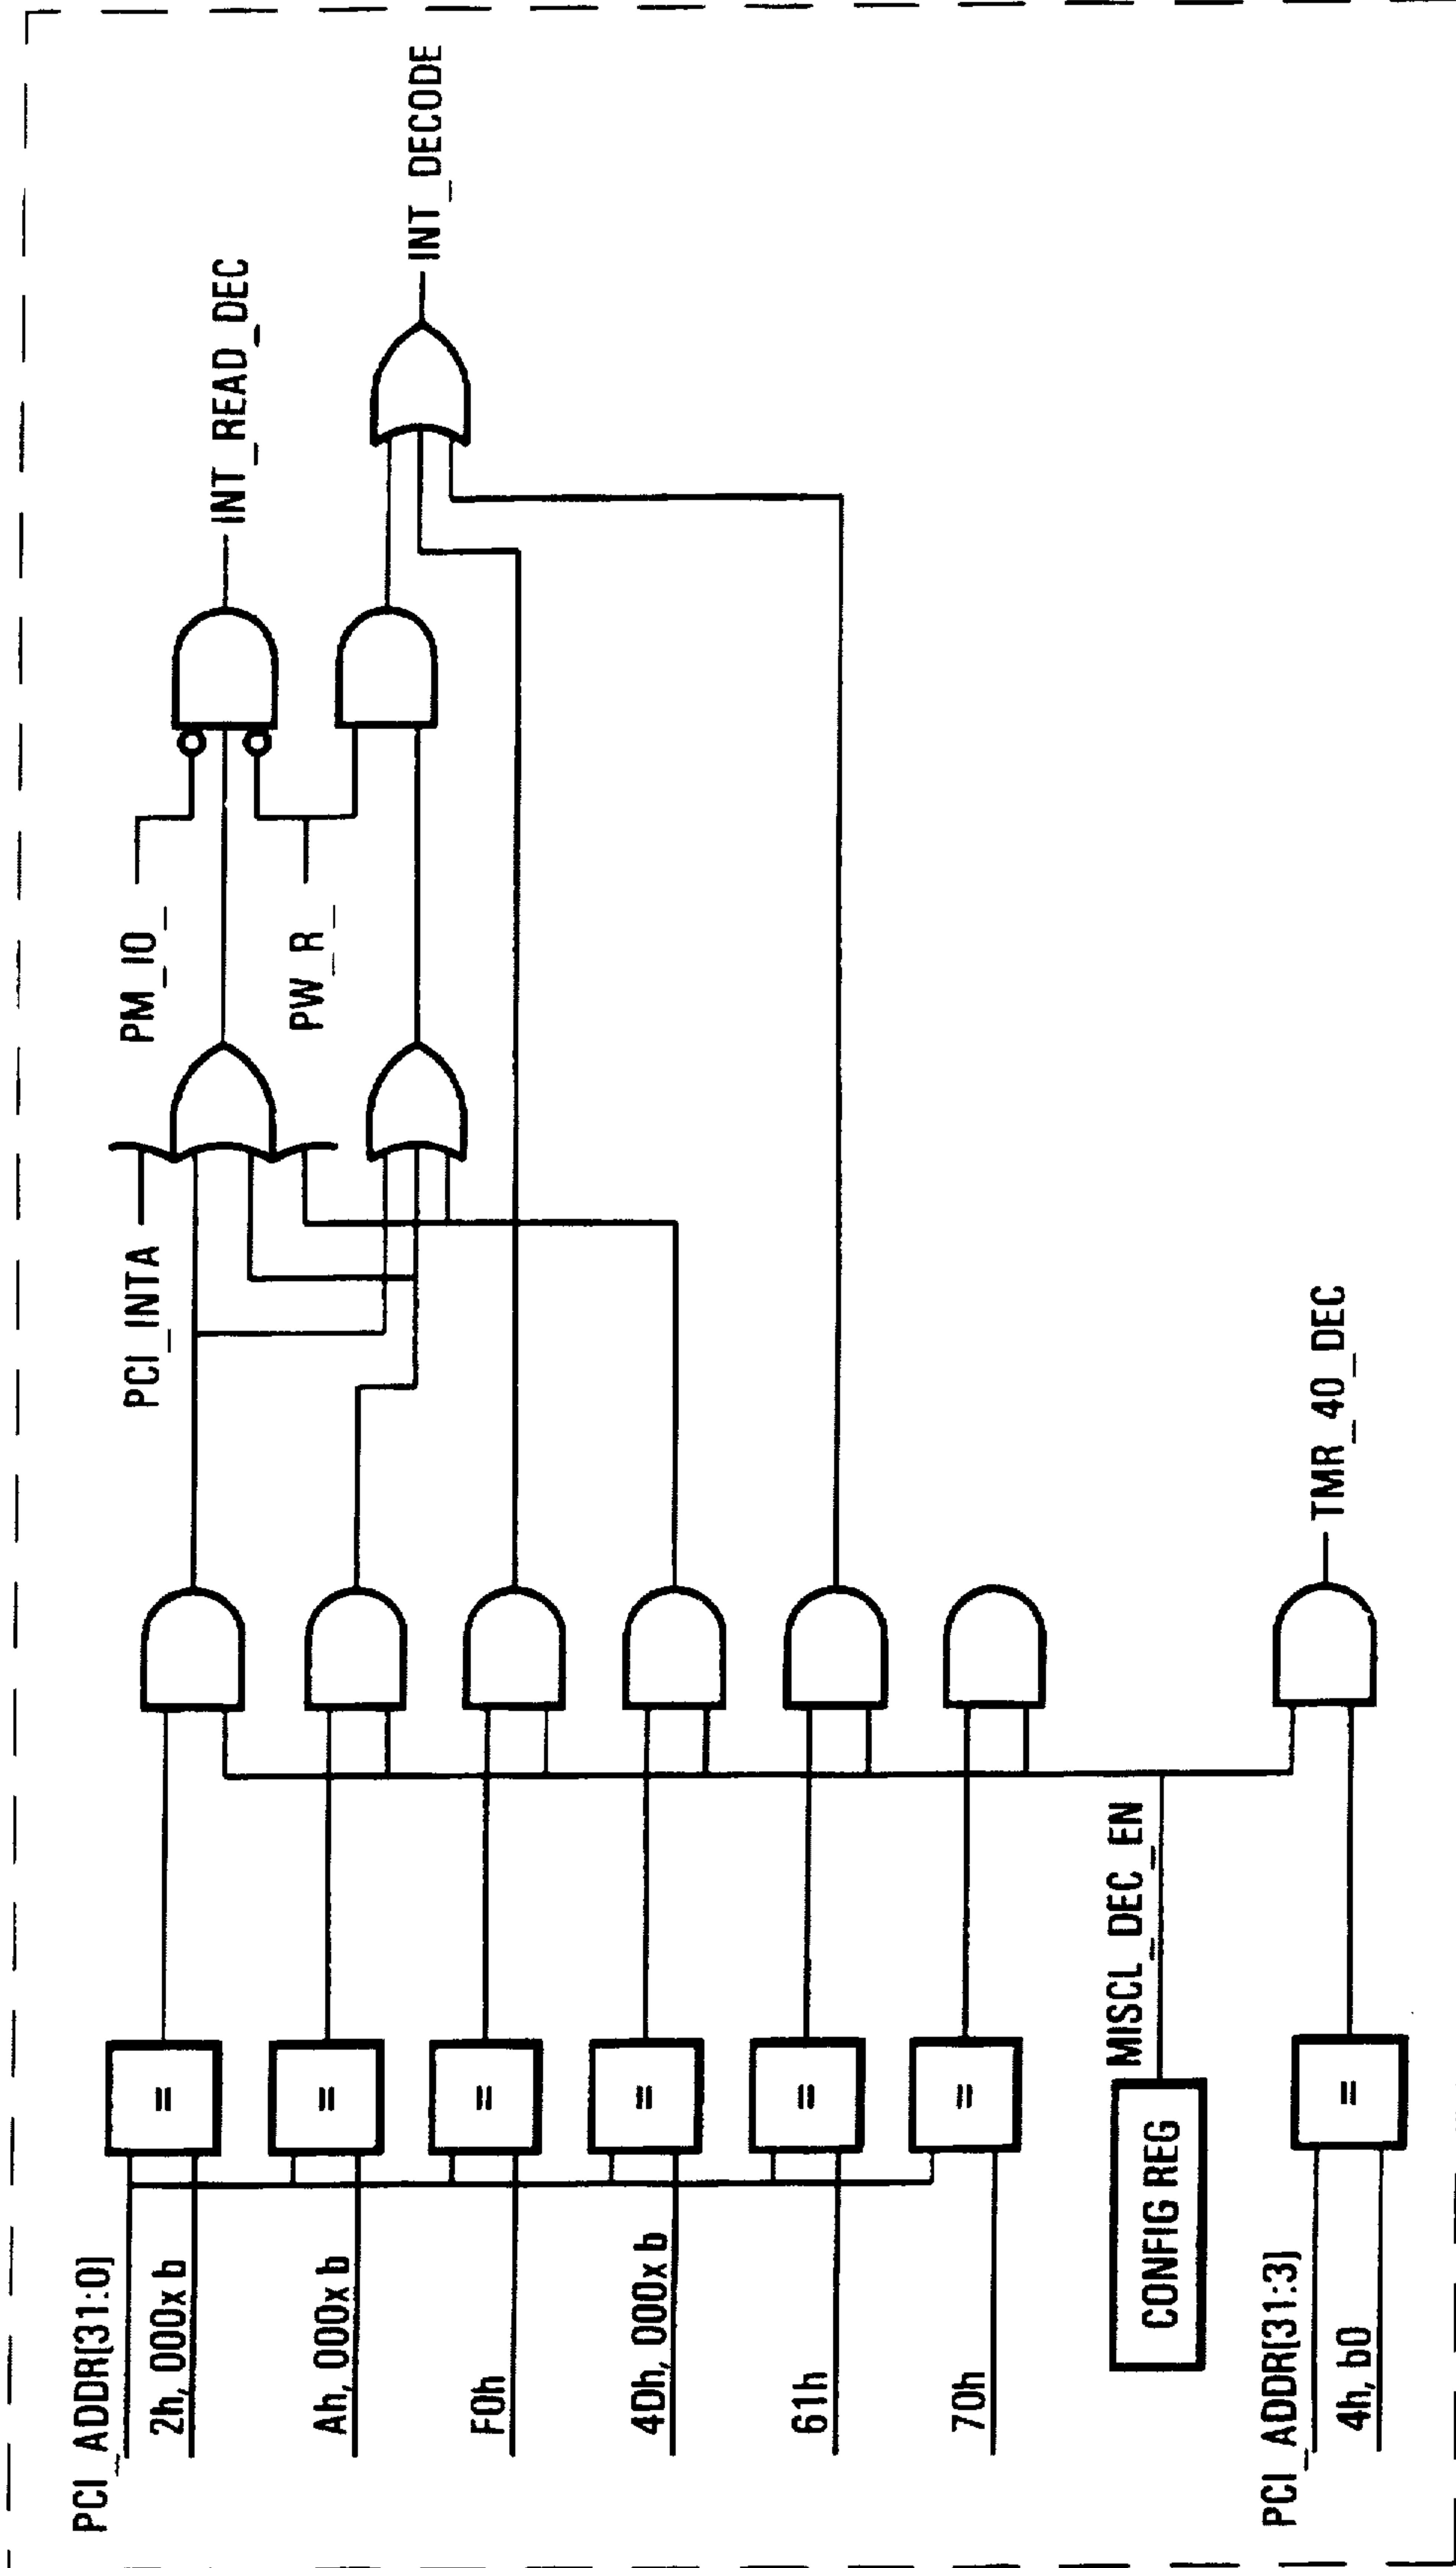 PCI_ADDR[31:0]
2h, 000x b
=
Ah, 000x b
=
F0h
=
4Dh, 000x b
=
61h
=
70h
=
CONFIG REG
MISCL_DEC_EN
PCI_ADDR[31:3]
4h, b0
=
TMR_40_DEC
PCI_INTA
PM_IO_
PW_R_
INT_READ_DEC
INT_DECODE